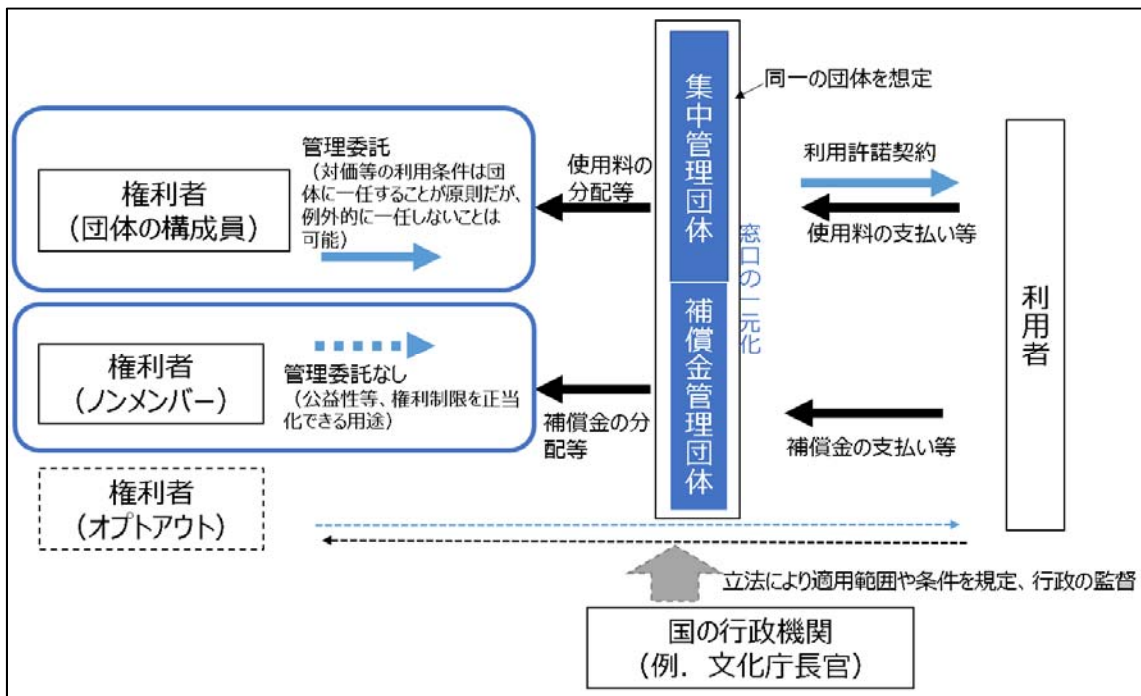 集中管理団体
同一の団体を想定
管理委託
（対価等の利用条件は団
体に一任することが原則だが、
例外的に一任しないことは
可能）
権利者
（団体の構成員）
使用料の
分配等
利用許諾契約
使用料の支払い等
窓口の一元化
利用者
補償金管理団体
権利者
（ノンメンバー）
管理委託なし
（公益性等、権利制限を正当
化できる用途）
補償金の分
配等
補償金の支払い等
権利者
（オプトアウト）
立法により適用範囲や条件を規定、行政の監督
国の行政機関
（例．文化庁長官）